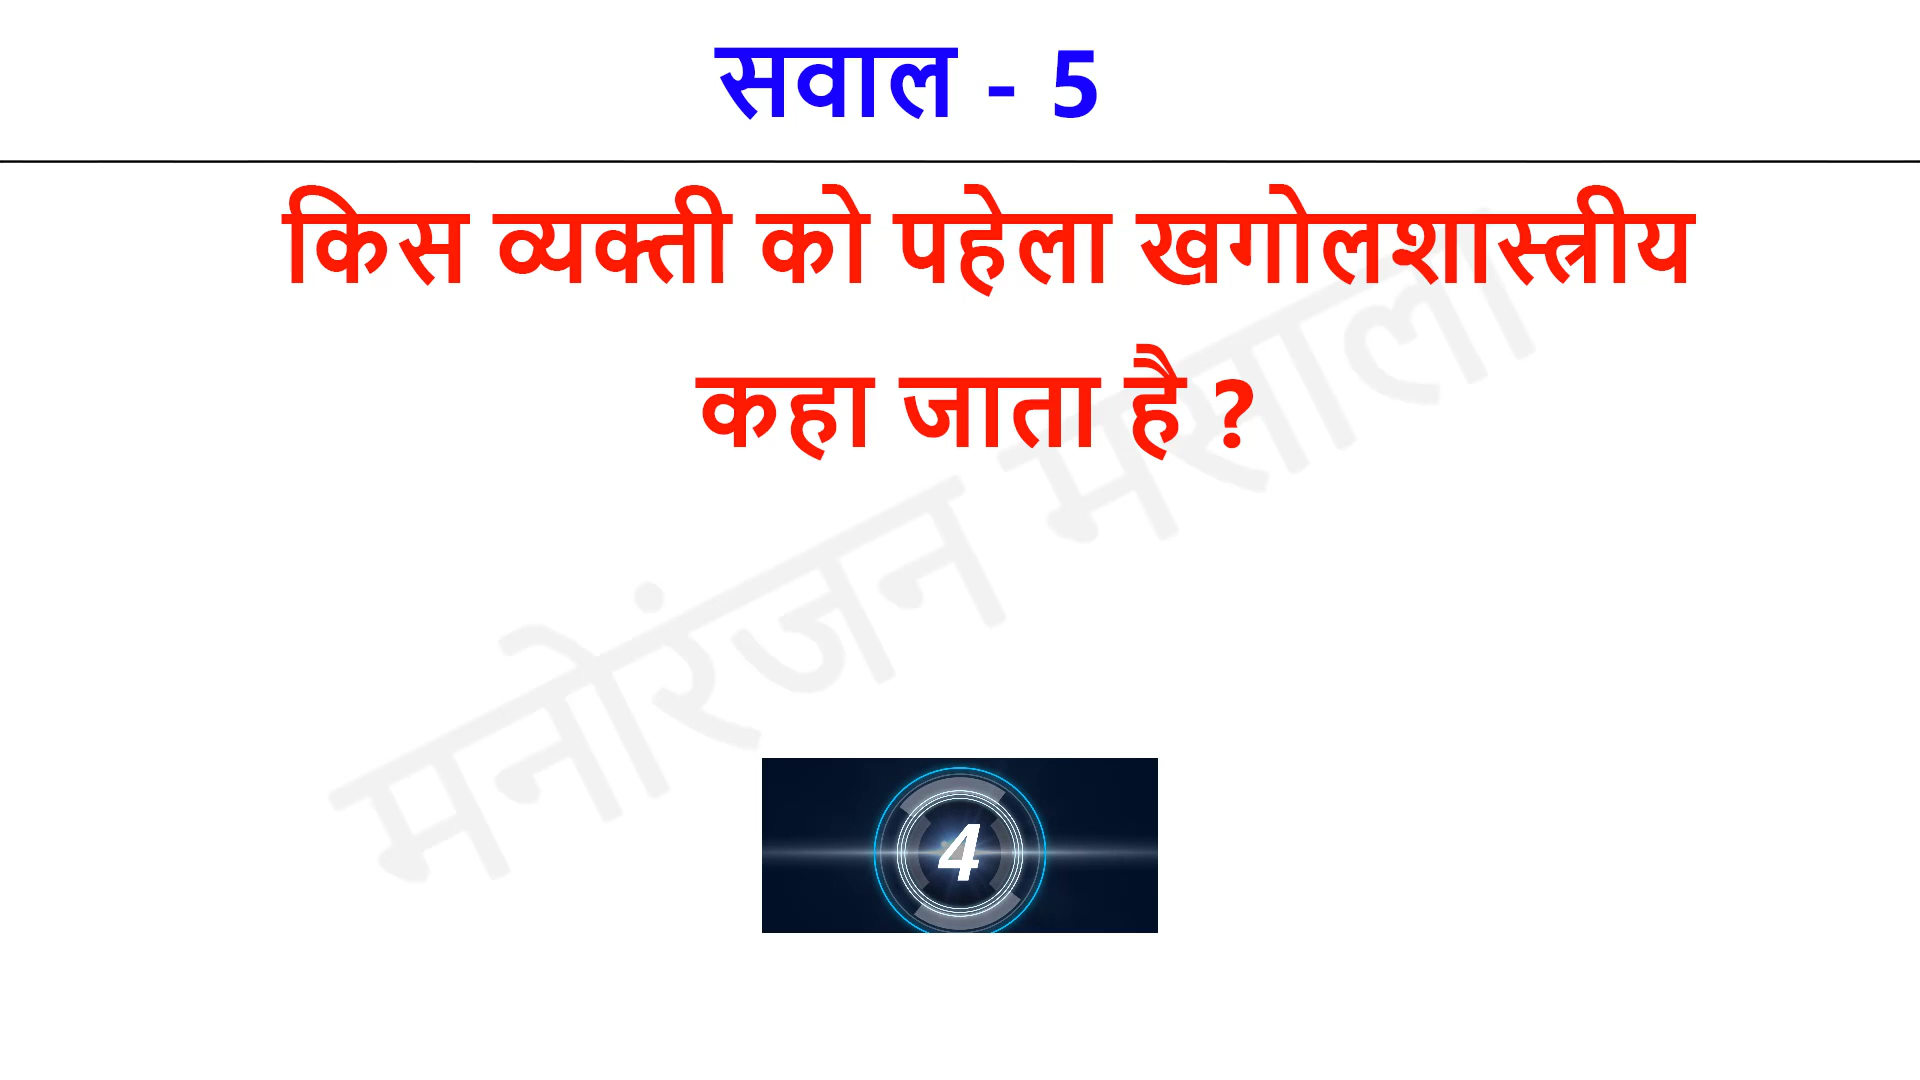 सवाल - 5
किस व्यक्ती को पहेला खगोलशास्त्रीय
कहा जाता है ?
मनोरंजन मसाला
4